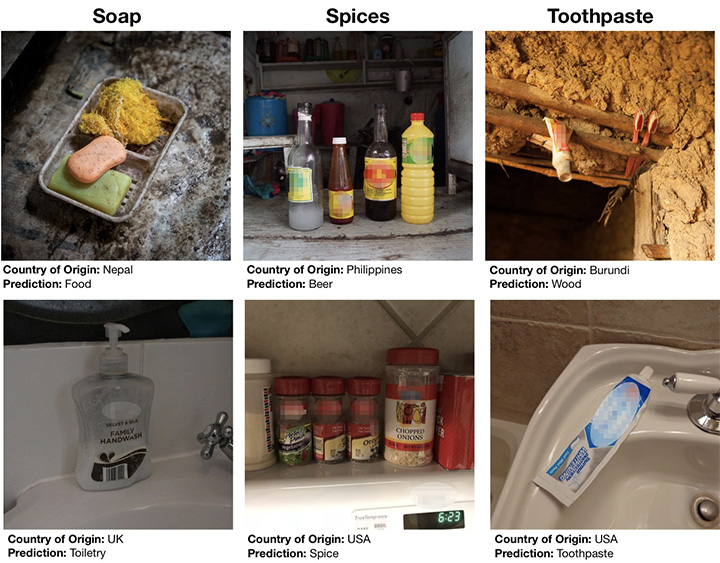 Soap
Spices
Toothpaste
Country of Origin: Nepal
Prediction: Food
Country of Origin: Philippines
Prediction: Beer
Country of Origin: Burundi
Prediction: Wood
VELVET & SILK
FAMILY
HANDWASH
CHOPPED
ONIONS
6:23
Country of Origin: UK
Prediction: Toiletry
Country of Origin: USA
Prediction: Spice
Country of Origin: USA
Prediction: Toothpaste